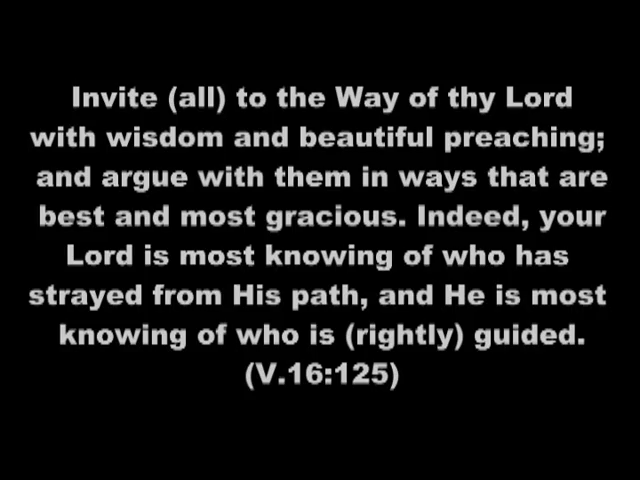 Invite (all) to the Way of thy Lord
with wisdom and beautiful preaching;
and argue with them in ways that are
best and most gracious. Indeed, your
Lord is most knowing of who has
strayed from His path, and He is most
knowing of who is (rightly) guided.
(V.16:125)